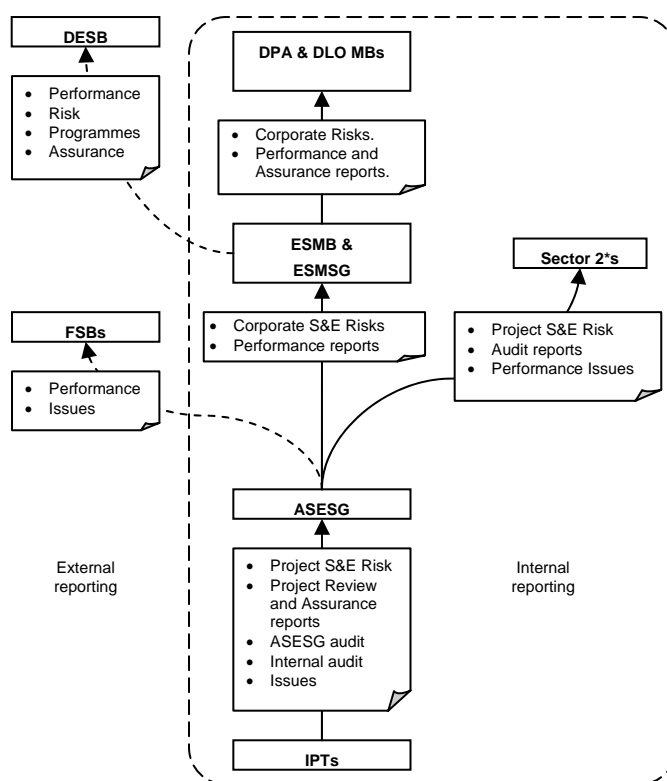 DESB
• Performance
• Risk
• Programmes
• Assurance
DPA & DLO MBs
• Corporate Risks.
• Performance and
Assurance reports.
ESMB &
ESMSG
Sector 2*s
• Corporate S&E Risks
• Performance reports
• Project S&E Risk
• Audit reports
• Performance Issues
FSBs
• Performance
• Issues
ASESG
External
reporting
• Project S&E Risk
• Project Review
and Assurance
reports
• ASESG audit
• Internal audit
• Issues
Internal
reporting
IPTs